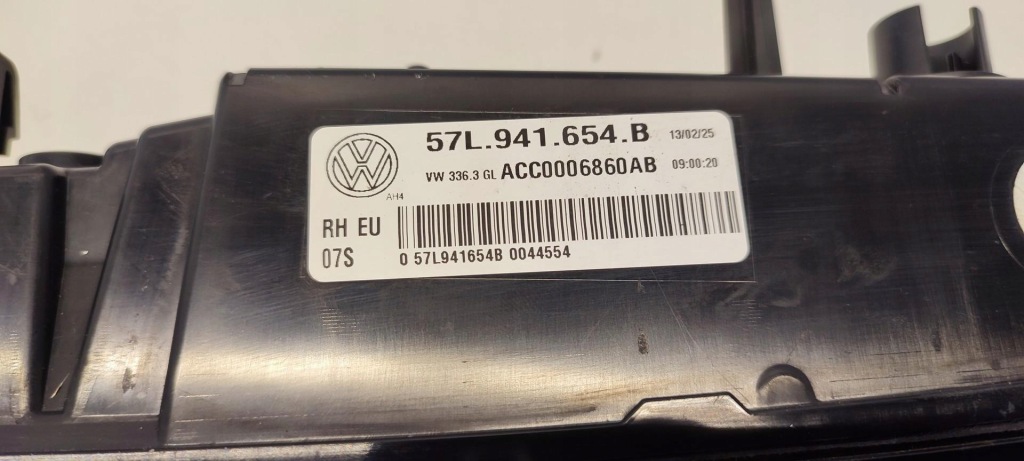 57L.941.654.B 13/02/25
VW 336.3 GL ACC0006860AB 09:00:20
AH4
RH EU
07S
0 57L941654B 0044554